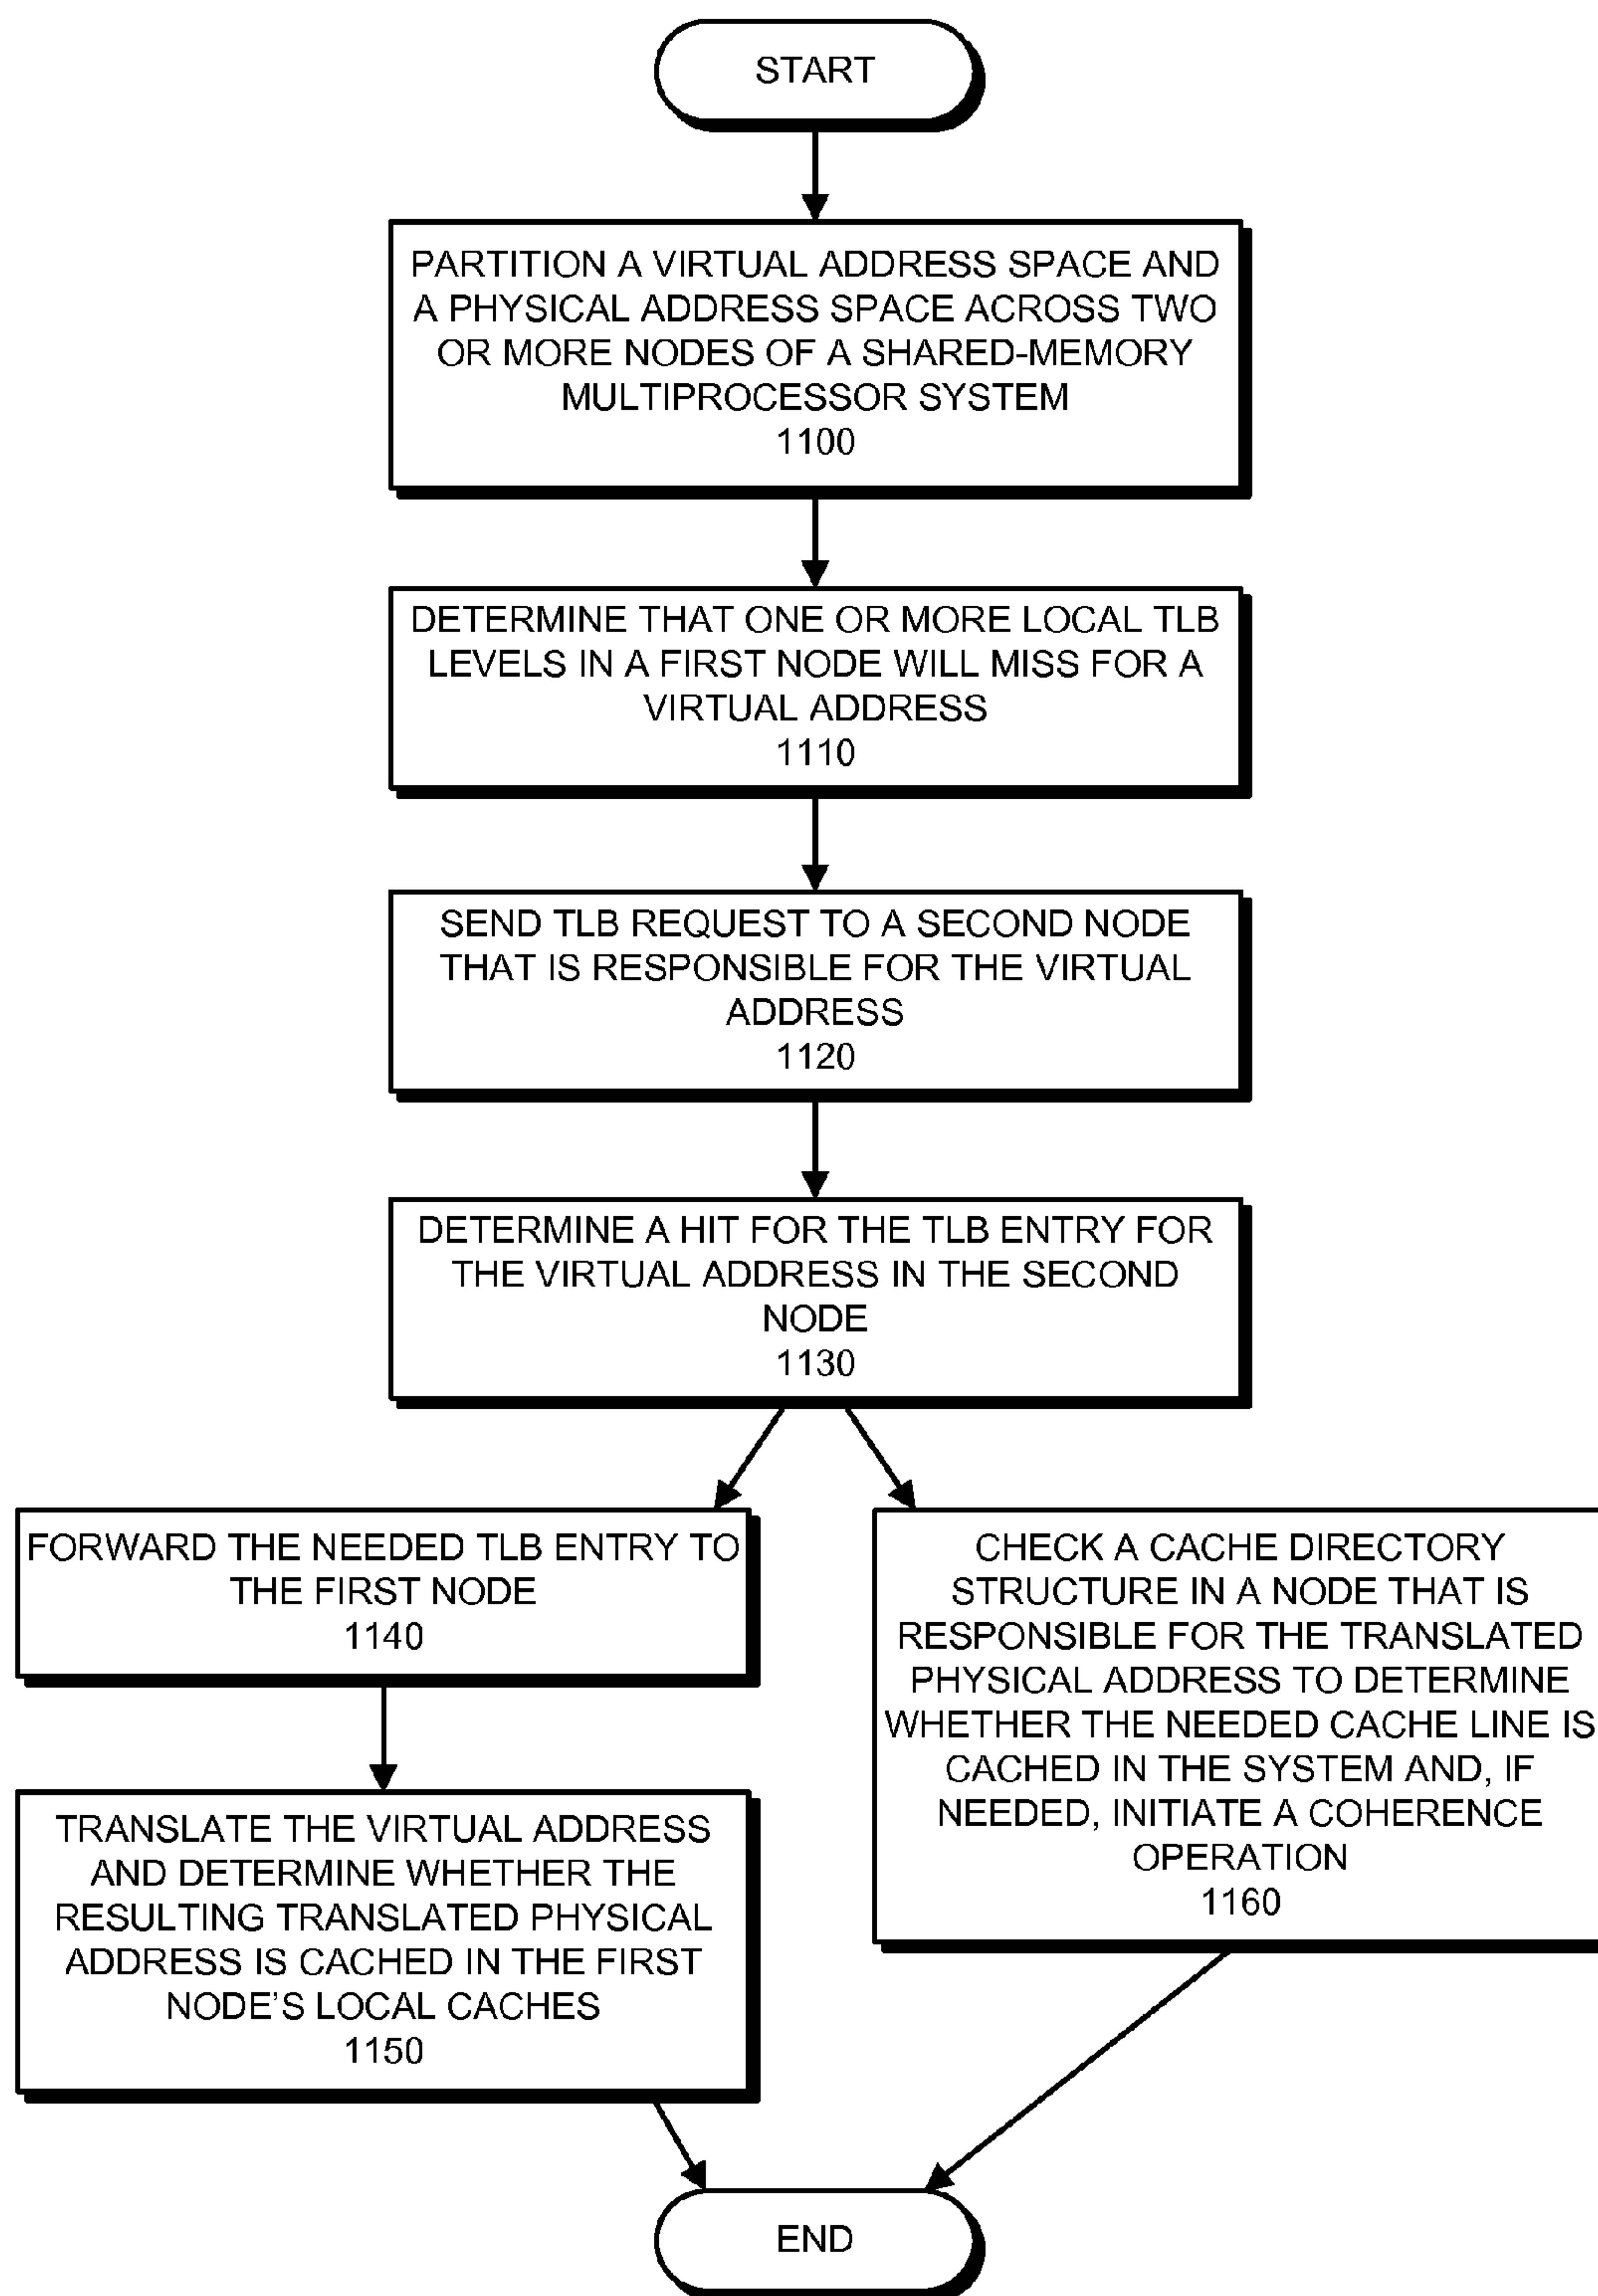 START
PARTITION A VIRTUAL ADDRESS SPACE AND
A PHYSICAL ADDRESS SPACE ACROSS TWO
OR MORE NODES OF A SHARED-MEMORY
MULTIPROCESSOR SYSTEM
1100
DETERMINE THAT ONE OR MORE LOCAL TLB
LEVELS IN A FIRST NODE WILL MISS FOR A
VIRTUAL ADDRESS
1110
SEND TLB REQUEST TO A SECOND NODE
THAT IS RESPONSIBLE FOR THE VIRTUAL
ADDRESS
1120
DETERMINE A HIT FOR THE TLB ENTRY FOR
THE VIRTUAL ADDRESS IN THE SECOND
NODE
1130
FORWARD THE NEEDED TLB ENTRY TO
THE FIRST NODE
1140
TRANSLATE THE VIRTUAL ADDRESS
AND DETERMINE WHETHER THE
RESULTING TRANSLATED PHYSICAL
ADDRESS IS CACHED IN THE FIRST
NODE'S LOCAL CACHES
1150
CHECK A CACHE DIRECTORY
STRUCTURE IN A NODE THAT IS
RESPONSIBLE FOR THE TRANSLATED
PHYSICAL ADDRESS TO DETERMINE
WHETHER THE NEEDED CACHE LINE IS
CACHED IN THE SYSTEM AND, IF
NEEDED, INITIATE A COHERENCE
OPERATION
1160
END